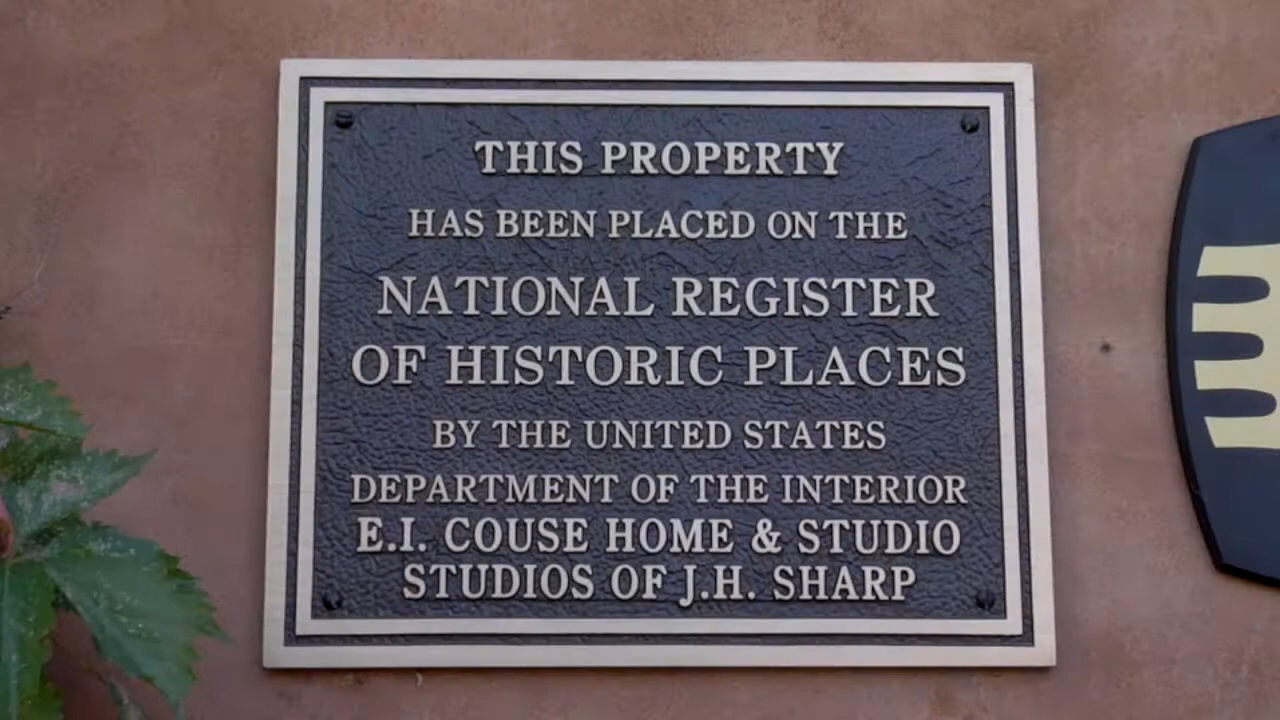 THIS PROPERTY
HAS BEEN PLACED ON THE
NATIONAL REGISTER
OF HISTORIC PLACES
BY THE UNITED STATES
DEPARTMENT OF THE INTERIOR
E.I. COUSE HOME & STUDIO
STUDIOS OF J.H. SHARP